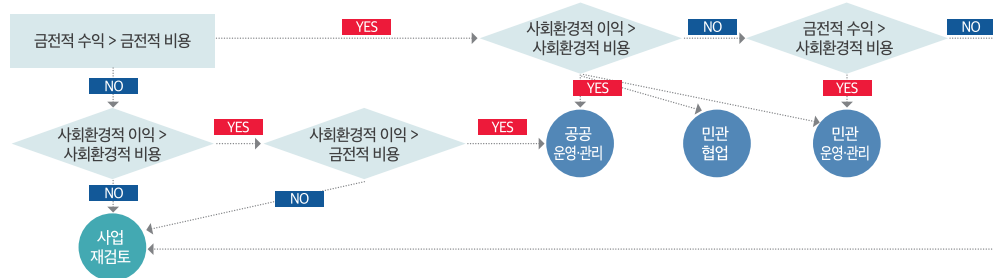 금전적 수익 > 금전적 비용
YES
사회환경적 이익 >
사회환경적 비용
NO
금전적 수익 >
사회환경적 비용
NO
NO
YES
YES
사회환경적 이익 >
사회환경적 비용
YES
사회환경적 이익 >
금전적 비용
YES
공공
운영·관리
민관
협업
민관
운영·관리
NO
NO
사업
재검토